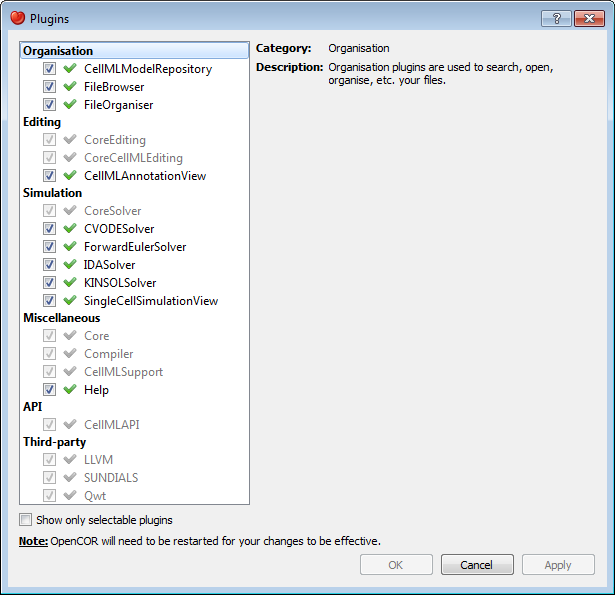 Plugins
Organisation
CellMLModelRepository
FileBrowser
FileOrganiser
Editing
CoreEditing
CoreCellMLEditing
CellMLAnnotationView
Simulation
CoreSolver
CVODESolver
ForwardEulerSolver
IDASolver
KINSOLSolver
SingleCellSimulationView
Miscellaneous
Core
Compiler
CellMLSupport
Help
API
CellMLAPI
Third-party
LLVM
SUNDIALS
Qwt
Category: Organisation
Description: Organisation plugins are used to search, open,
organise, etc. your files.
Show only selectable plugins
Note: OpenCOR will need to be restarted for your changes to be effective.
OK Cancel Apply